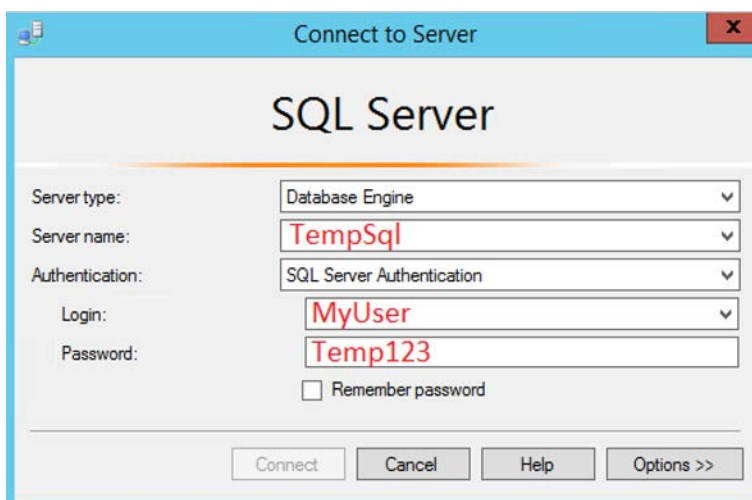 Connect to Server
x
SQL Server
Server type: Database Engine
Server name: TempSql
Authentication: SQL Server Authentication
Login: MyUser
Password: Temp123
Remember password
Connect Cancel Help Options >>